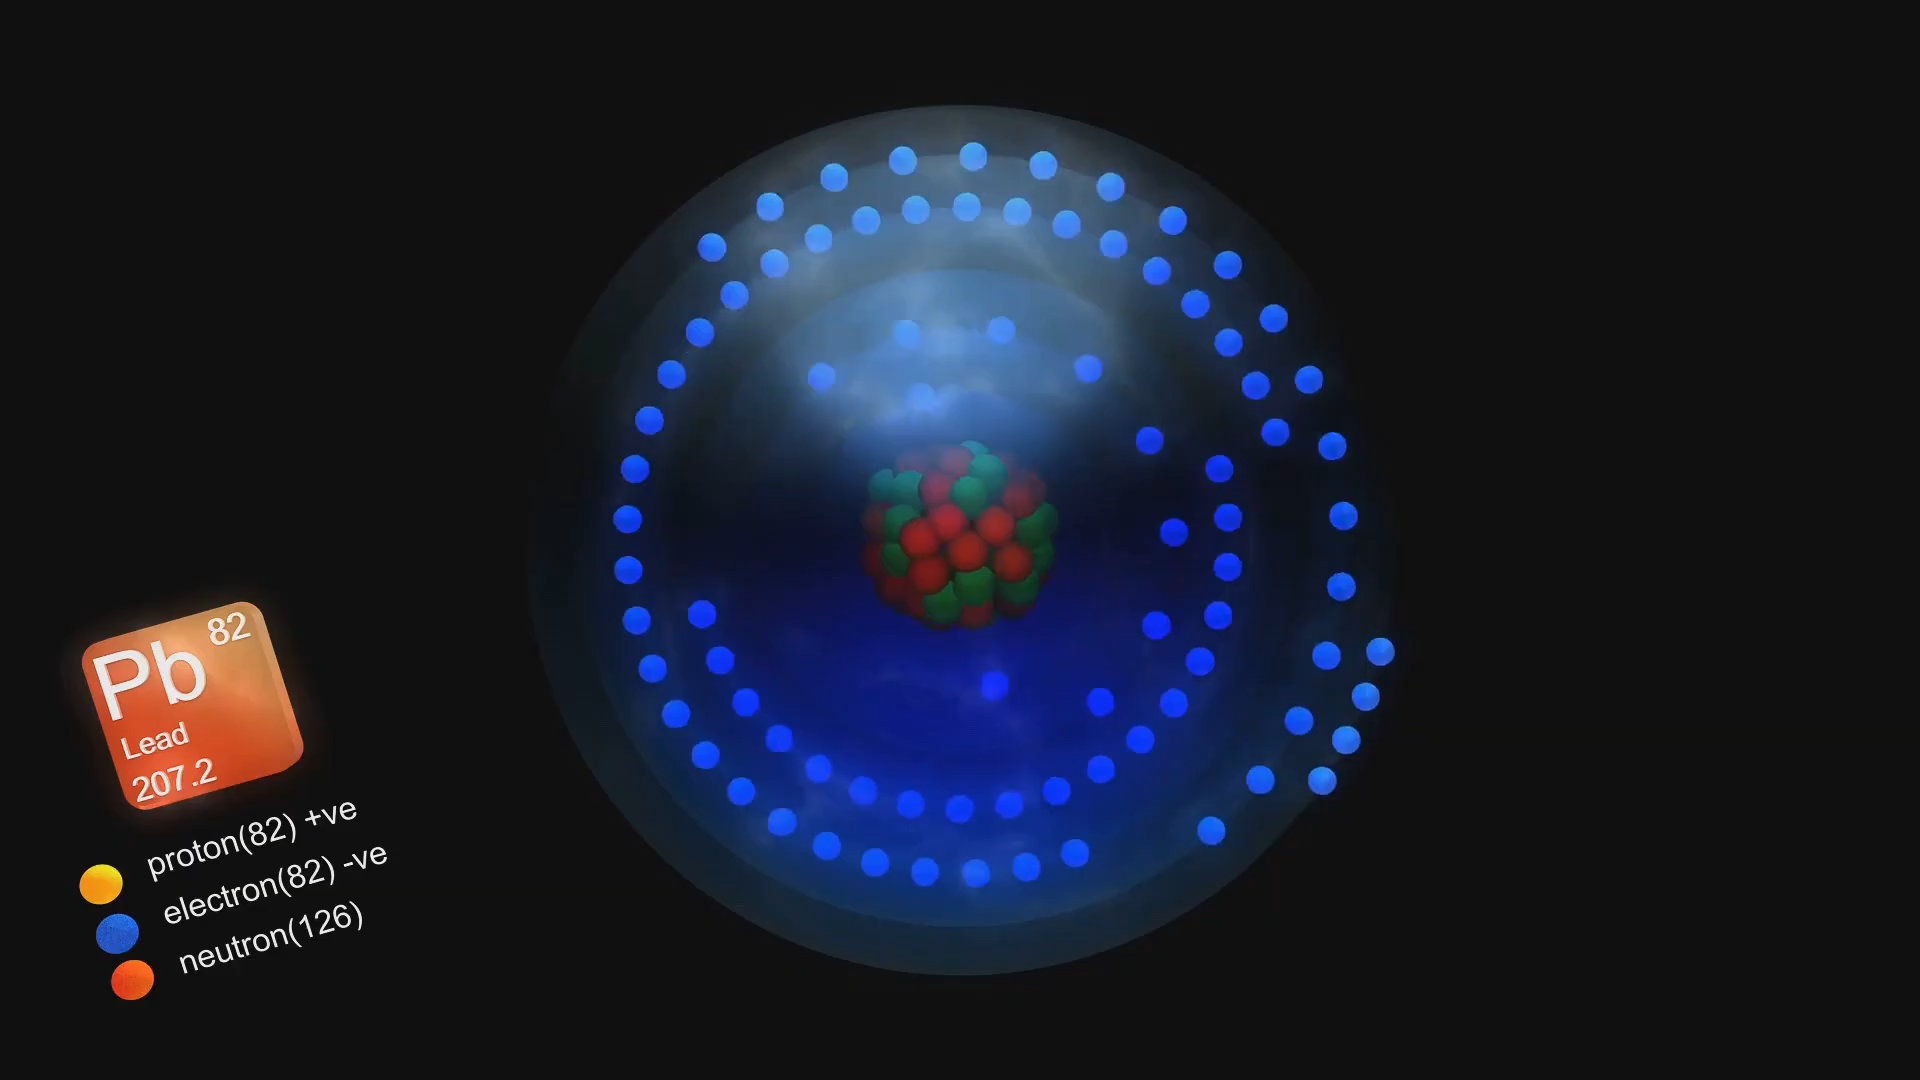 82
Pb
Lead
207.2
proton(82) +ve
electron(82) -ve
neutron(126)